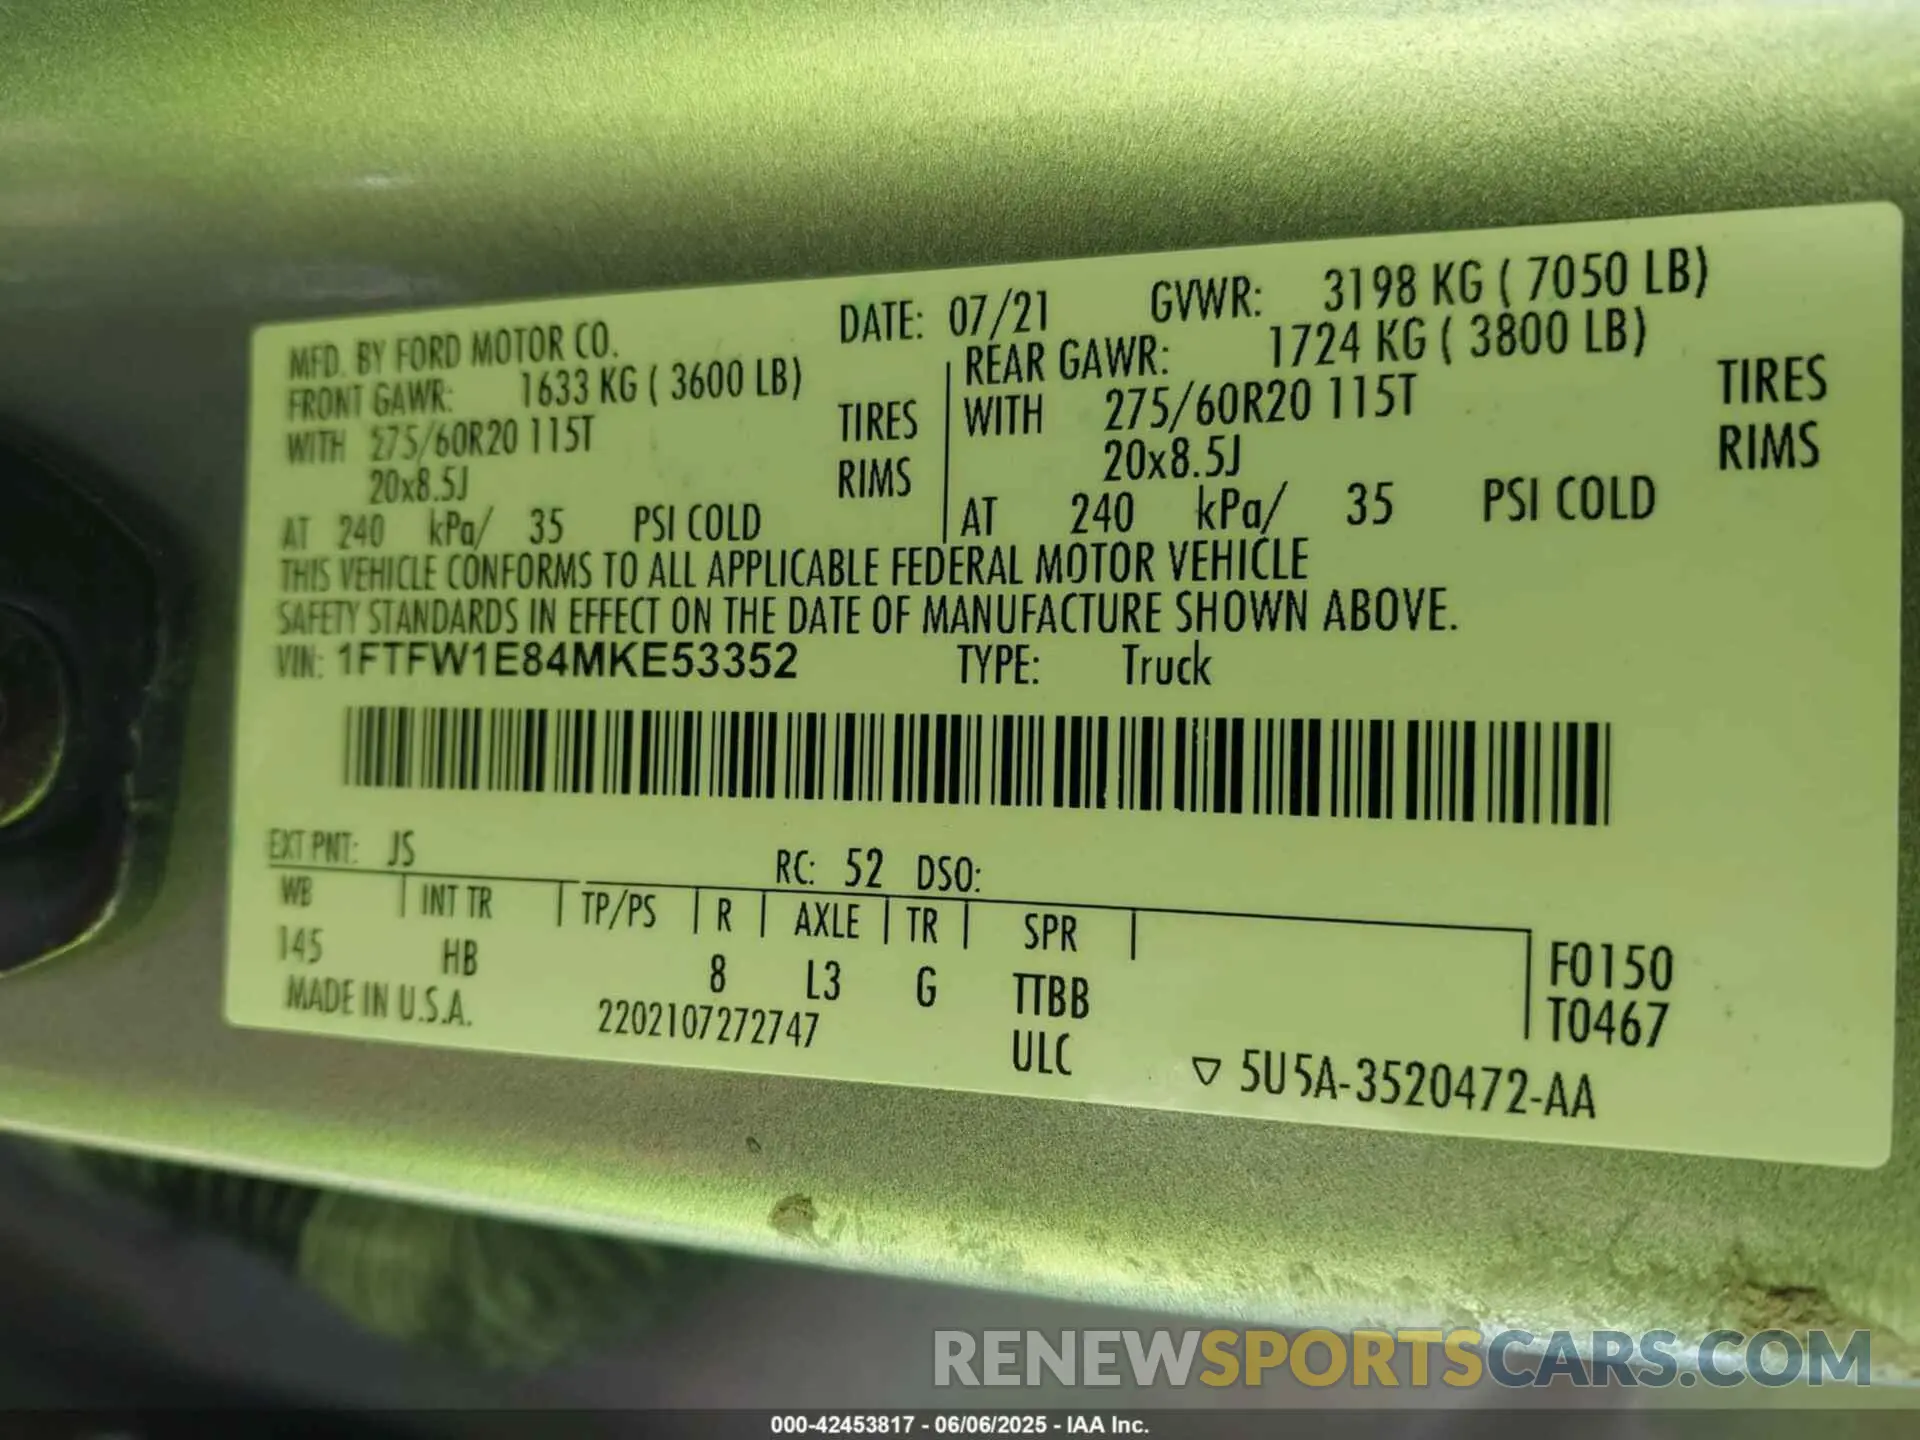 MFD. BY FORD MOTOR CO. DATE: 07/21 GVWR: 3198 KG ( 7050 LB)
FRONT GAWR: 1633 KG ( 3600 LB) REAR GAWR: 1724 KG ( 3800 LB)
WITH 275/60R20 115T TIRES WITH 275/60R20 115T TIRES
20x8.5J RIMS 20x8.5J RIMS
AT 240 kPa/ 35 PSI COLD AT 240 kPa/ 35 PSI COLD
THIS VEHICLE CONFORMS TO ALL APPLICABLE FEDERAL MOTOR VEHICLE
SAFETY STANDARDS IN EFFECT ON THE DATE OF MANUFACTURE SHOWN ABOVE.
VIN: 1FTFW1E84MKE53352 TYPE: Truck
EXT PNT: JS RC: 52 DSO:
WB INT TR TP/PS R AXLE TR SPR
145 HB 8 L3 G TTBB F0150
MADE IN U.S.A. 2202107272747 ULC T0467
▽ 5U5A-3520472-AA
RENEWSPORTSCARS.COM
000-42453817 - 06/06/2025 - IAA Inc.